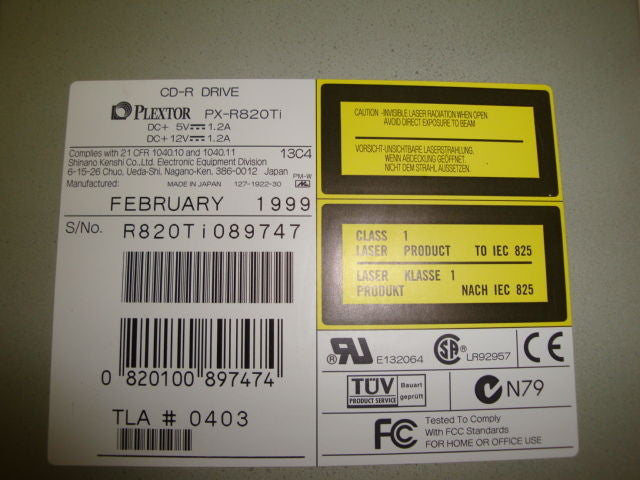 CD-R DRIVE
PLEXTOR PX-R820Ti
DC+ 5V 1.2A
DC+12V 1.2A
Complies with 21 CFR 1040.10 and 1040.11 13C4
Shinano Kenshi Co.,Ltd. Electronic Equipment Division
6-15-26 Chuo, Ueda-Shi, Nagano-Ken, 386-0012 Japan PM-W
Manufactured: MADE IN JAPAN 127-1922-30
FEBRUARY 1999
S/No. R820Ti089747
0 820100 897474
TLA # 0403
CAUTION -INVISIBLE LASER RADIATION WHEN OPEN
AVOID DIRECT EXPOSURE TO BEAM
VORSICHT-UNSICHTBARE LASERSTRAHLUNG,
WENN ABDECKUNG GEÖFFNET.
NICHT DEM STRAHL AUSSETZEN.
CLASS 1
LASER PRODUCT TO IEC 825
LASER KLASSE 1
PRODUKT NACH IEC 825
E132064 SA LR92957 CE
TÜV Bauart
PRODUCT SERVICE geprüft
N79
FC Tested To Comply
With FCC Standards
FOR HOME OR OFFICE USE